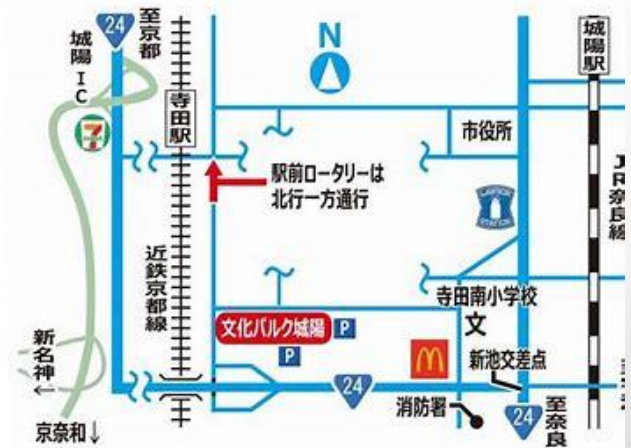 24
至京都
城陽IC
7
寺田駅
N
城陽駅
市役所
駅前ロータリーは
北行一方通行
LAWSON
STATION
JR奈良線
近鉄京都線
寺田南小学校
文
文化パルク城陽
P
P
M
新池交差点
新名神
←
24
消防署
24
至奈良
京奈和↓